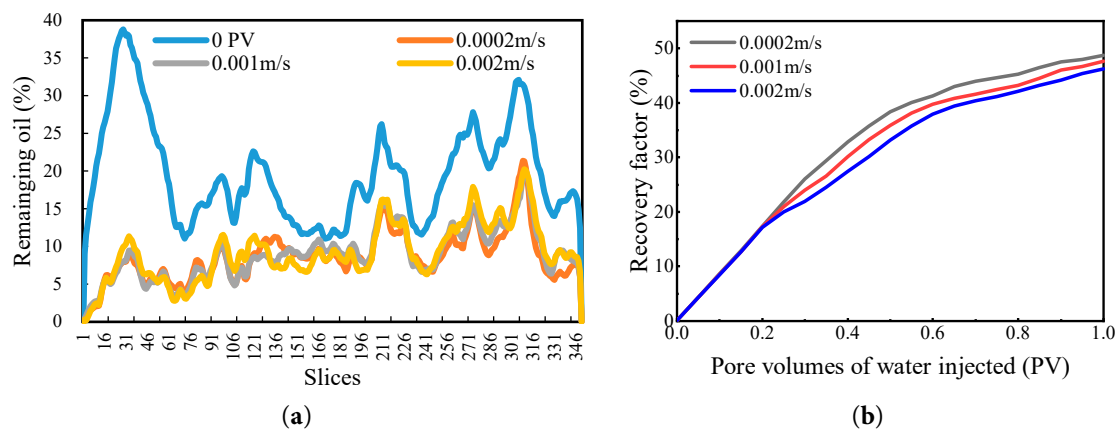 40
35
30
25
20
15
10
5
0
Remainging oil (%)
0 PV
0.0002m/s
0.001m/s
0.002m/s
1 16 31 46 61 76 91 106 121 136 151 166 181 196 211 226 241 256 271 286 301 316 331 346
Slices
(a)
50
40
30
20
10
0
Recovery factor (%)
0.0002m/s
0.001m/s
0.002m/s
0.0 0.2 0.4 0.6 0.8 1.0
Pore volumes of water injected (PV)
(b)